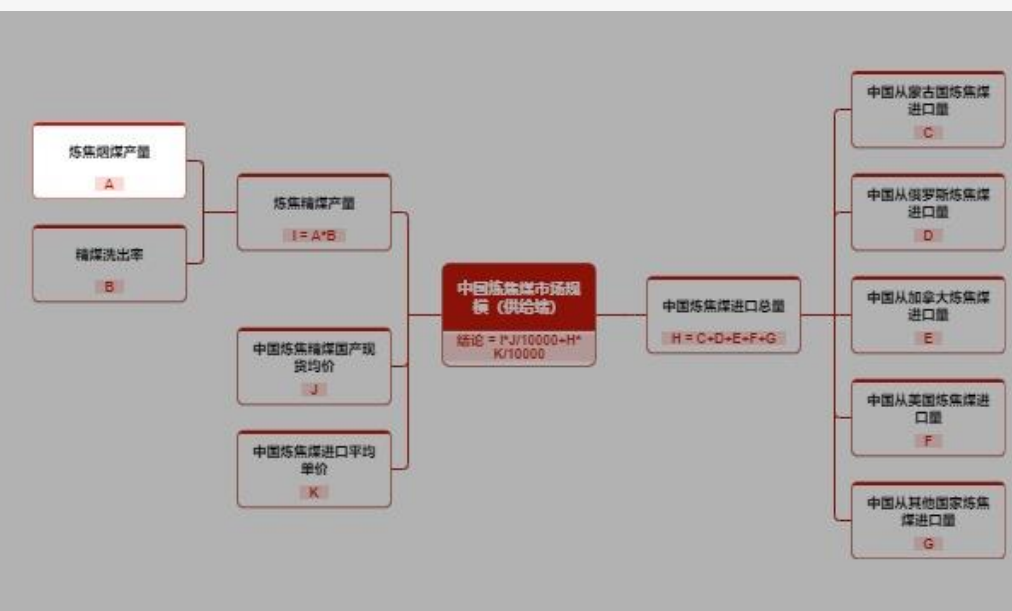 炼焦烟煤产量
A
精煤洗出率
B
炼焦精煤产量
I = A*B
中国炼焦精煤国产现
货均价
J
中国炼焦煤进口平均
单价
K
中国炼焦煤市场规
模（供给端）
结论 = I*J/10000+H*
K/10000
中国炼焦煤进口总量
H = C+D+E+F+G
中国从蒙古国炼焦煤
进口量
C
中国从俄罗斯炼焦煤
进口量
D
中国从加拿大炼焦煤
进口量
E
中国从美国炼焦煤进
口量
F
中国从其他国家炼焦
煤进口量
G